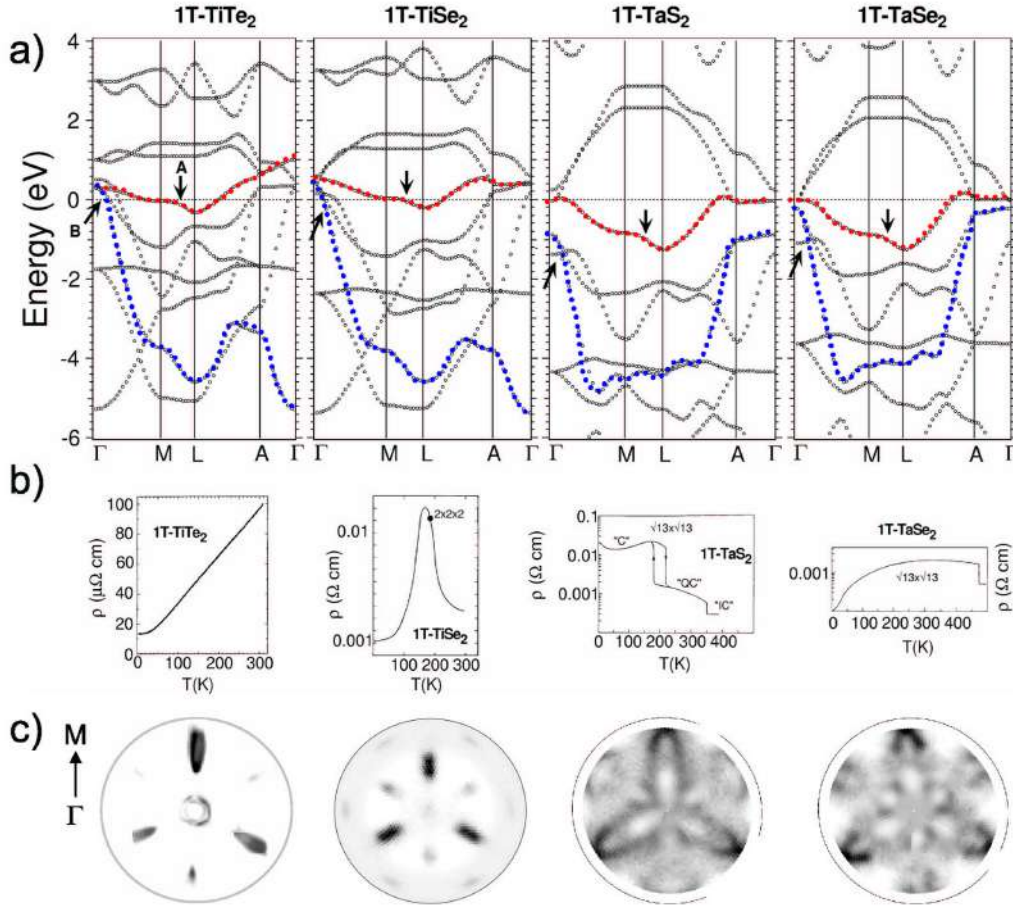 1T-TiTe₂ 1T-TiSe₂ 1T-TaS₂ 1T-TaSe₂
a)
Energy (eV)
4
2
0
-2
-4
-6
A
B
Γ M L A Γ
Γ M L A Γ
Γ M L A Γ
Γ M L A Γ
b)
ρ (μΩ cm)
100
80
60
40
20
0
1T-TiTe₂
0 50 100 150 200 250 300
T(K)
ρ (Ω cm)
0.01
0.001
2x2x2
1T-TiSe₂
100 200 300
T(K)
ρ (Ω cm)
0.1
0.01
0.001
√13x√13
"C"
1T-TaS₂
"QC"
"IC"
0 100 200 300 400
T(K)
1T-TaSe₂
0.001
√13x√13
ρ (Ω cm)
0 100 200 300 400
T(K)
c)
M
Γ